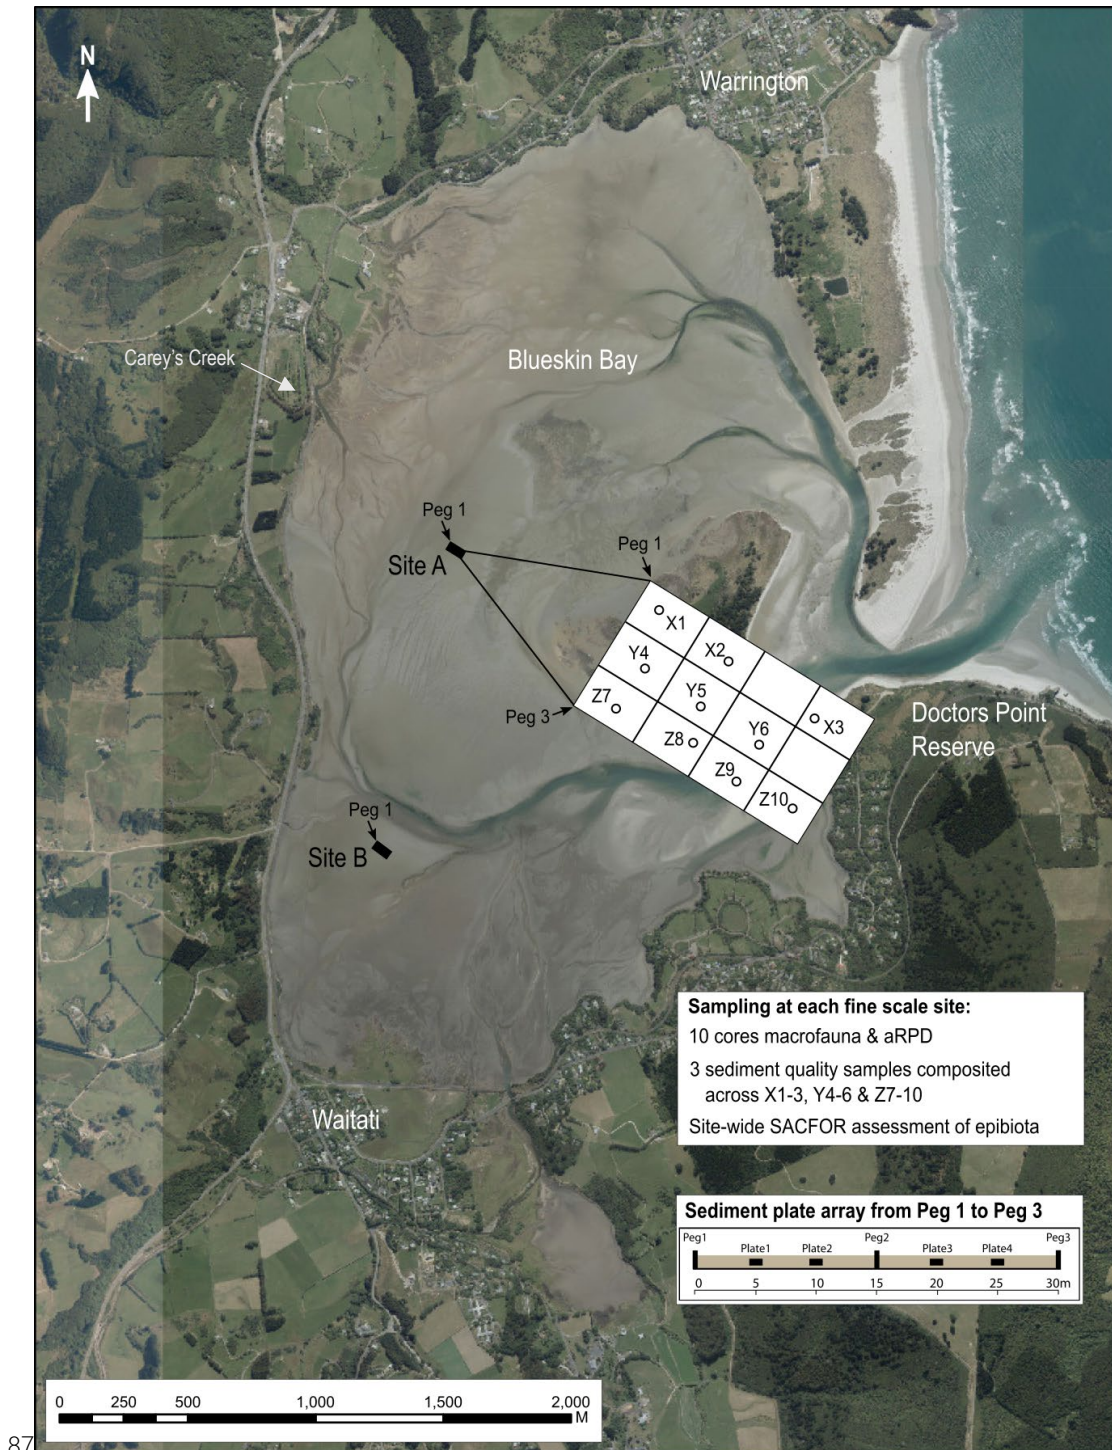 N
Warrington
Carey's Creek
Blueskin Bay
Peg 1
Site A
Peg 1
X1
X2
X3
Y4
Y5
Y6
Z7
Z8
Z9
Z10
Peg 3
Doctors Point
Reserve
Peg 1
Site B
Waitati
Sampling at each fine scale site:
10 cores macrofauna & aRPD
3 sediment quality samples composited
across X1-3, Y4-6 & Z7-10
Site-wide SACFOR assessment of epibiota
Sediment plate array from Peg 1 to Peg 3
Peg1 Plate1 Plate2 Peg2 Plate3 Plate4 Peg3
0 5 10 15 20 25 30m
0 250 500 1,000 1,500 2,000
M
87